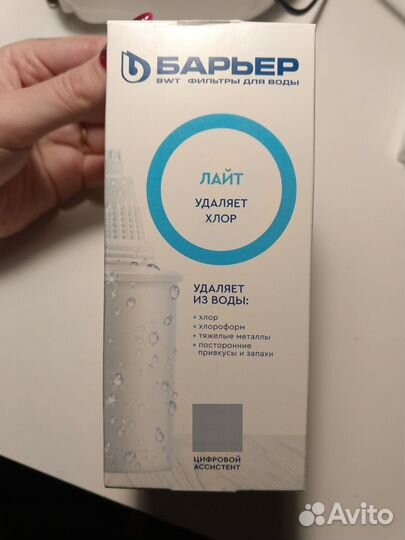 БАРЬЕР
BWT ФИЛЬТРЫ ДЛЯ ВОДЫ
ЛАЙТ
УДАЛЯЕТ
ХЛОР
УДАЛЯЕТ
ИЗ ВОДЫ:
• хлор
• хлороформ
• тяжелые металлы
• посторонние
привкусы и запахи
ЦИФРОВОЙ
АССИСТЕНТ
Avito